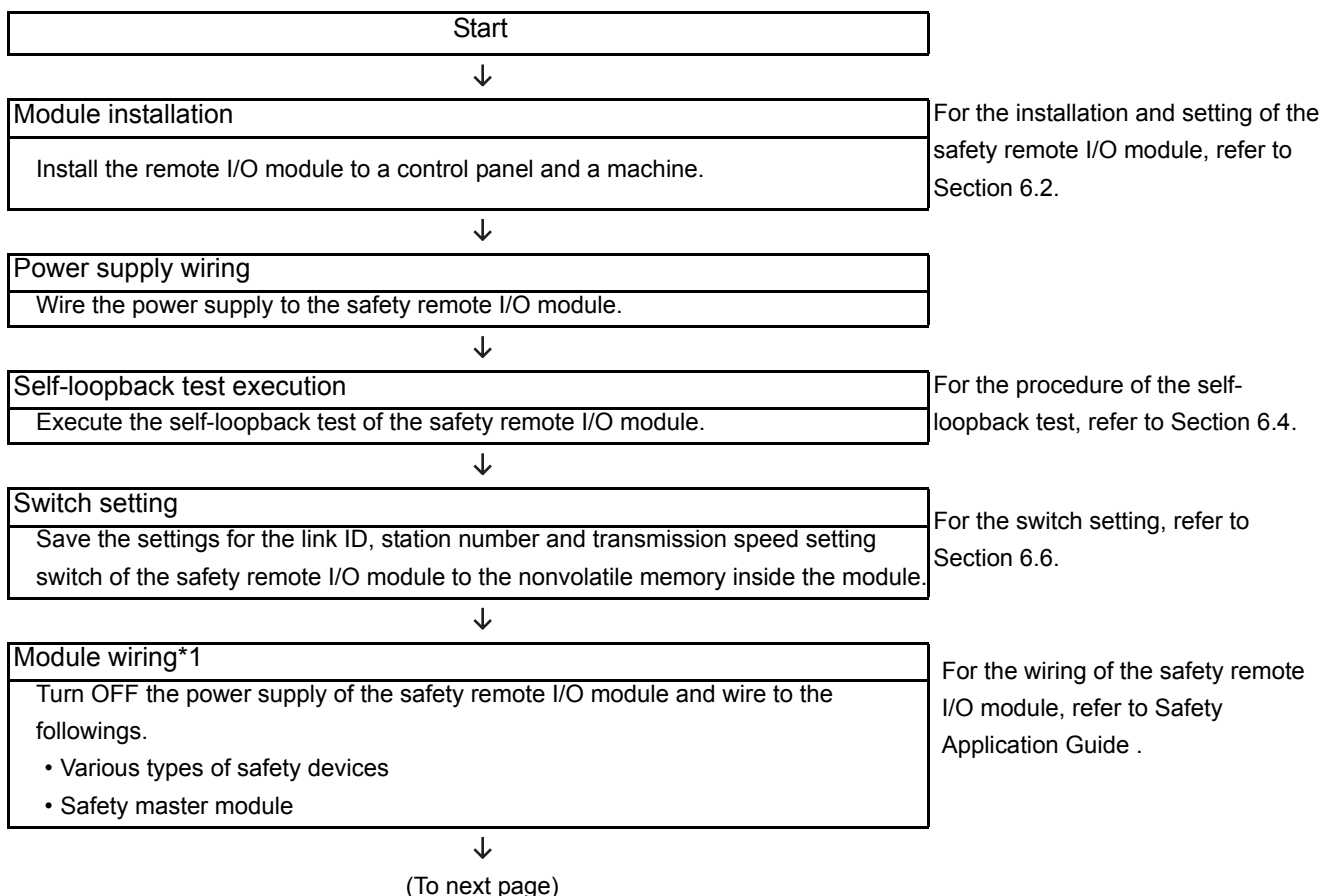 Start
↓
Module installation
Install the remote I/O module to a control panel and a machine.
For the installation and setting of the
safety remote I/O module, refer to
Section 6.2.
↓
Power supply wiring
Wire the power supply to the safety remote I/O module.
↓
Self-loopback test execution
Execute the self-loopback test of the safety remote I/O module.
For the procedure of the self-
loopback test, refer to Section 6.4.
↓
Switch setting
Save the settings for the link ID, station number and transmission speed setting
switch of the safety remote I/O module to the nonvolatile memory inside the module.
For the switch setting, refer to
Section 6.6.
↓
Module wiring*1
Turn OFF the power supply of the safety remote I/O module and wire to the
followings.
• Various types of safety devices
• Safety master module
For the wiring of the safety remote
I/O module, refer to Safety
Application Guide .
↓
(To next page)